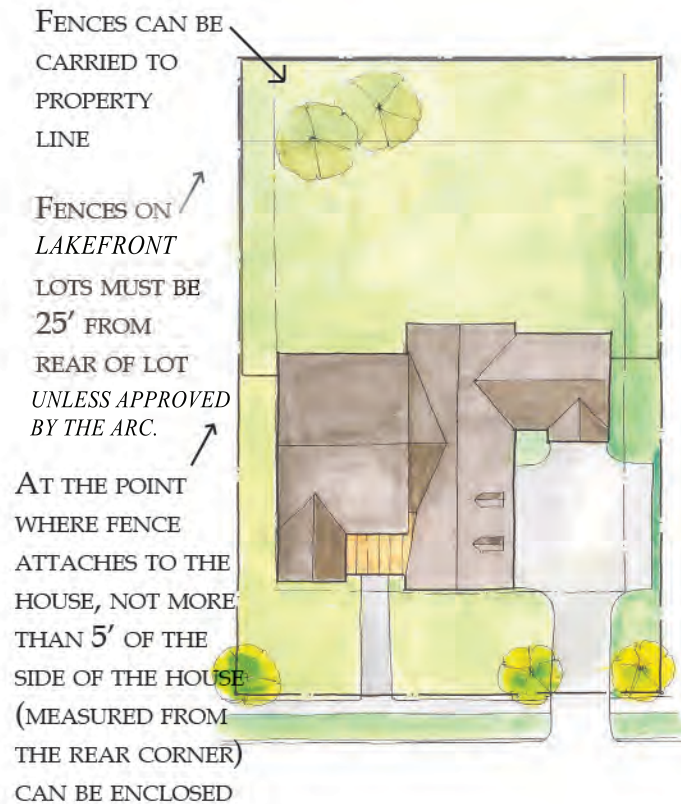 FENCES CAN BE
CARRIED TO
PROPERTY
LINE
FENCES ON
LAKEFRONT
LOTS MUST BE
25' FROM
REAR OF LOT
UNLESS APPROVED
BY THE ARC.
AT THE POINT
WHERE FENCE
ATTACHES TO THE
HOUSE, NOT MORE
THAN 5' OF THE
SIDE OF THE HOUSE
(MEASURED FROM
THE REAR CORNER)
CAN BE ENCLOSED